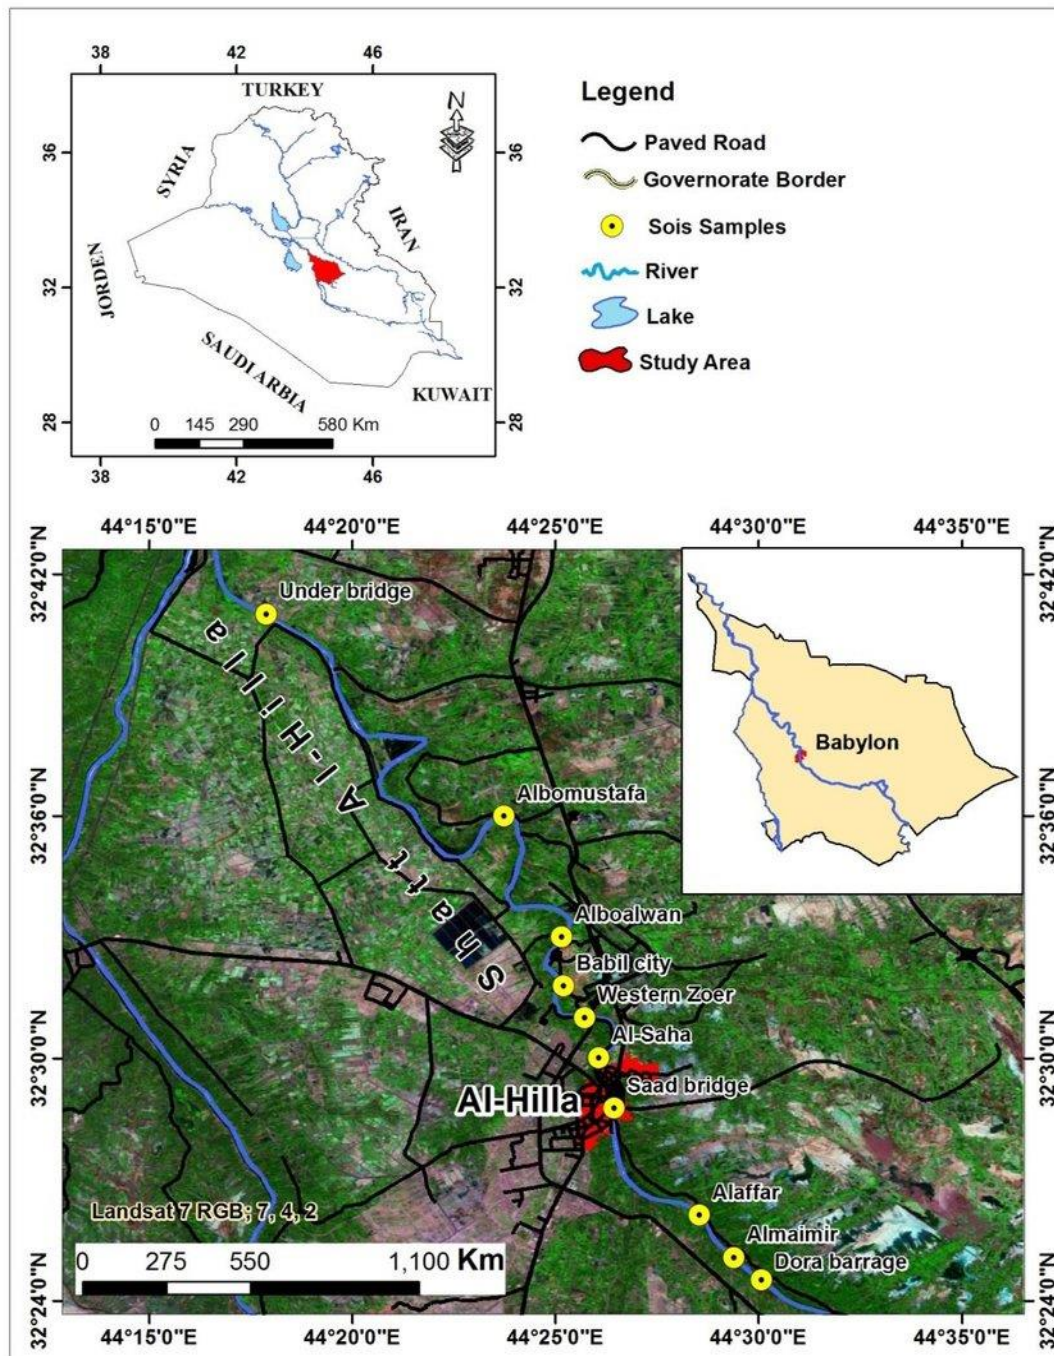 38 42 46
TURKEY
N
SYRIA
IRAN
JORDEN
SAUDI ARBIA
KUWAIT
36
32
28
36
32
28
0 145 290 580 Km
38 42 46
Legend
Paved Road
Governorate Border
Sois Samples
River
Lake
Study Area
44°15'0"E 44°20'0"E 44°25'0"E 44°30'0"E 44°35'0"E
32°42'0"N
32°36'0"N
32°30'0"N
32°24'0"N
32°42'0"N
32°36'0"N
32°30'0"N
32°24'0"N
Under bridge
Shatt Al-Hilla
Babylon
Albomustafa
Alboalwan
Babil city
Western Zoer
Al-Saha
Saad bridge
Al-Hilla
Alaffar
Almaimir
Dora barrage
Landsat 7 RGB; 7, 4, 2
0 275 550 1,100 Km
44°15'0"E 44°20'0"E 44°25'0"E 44°30'0"E 44°35'0"E